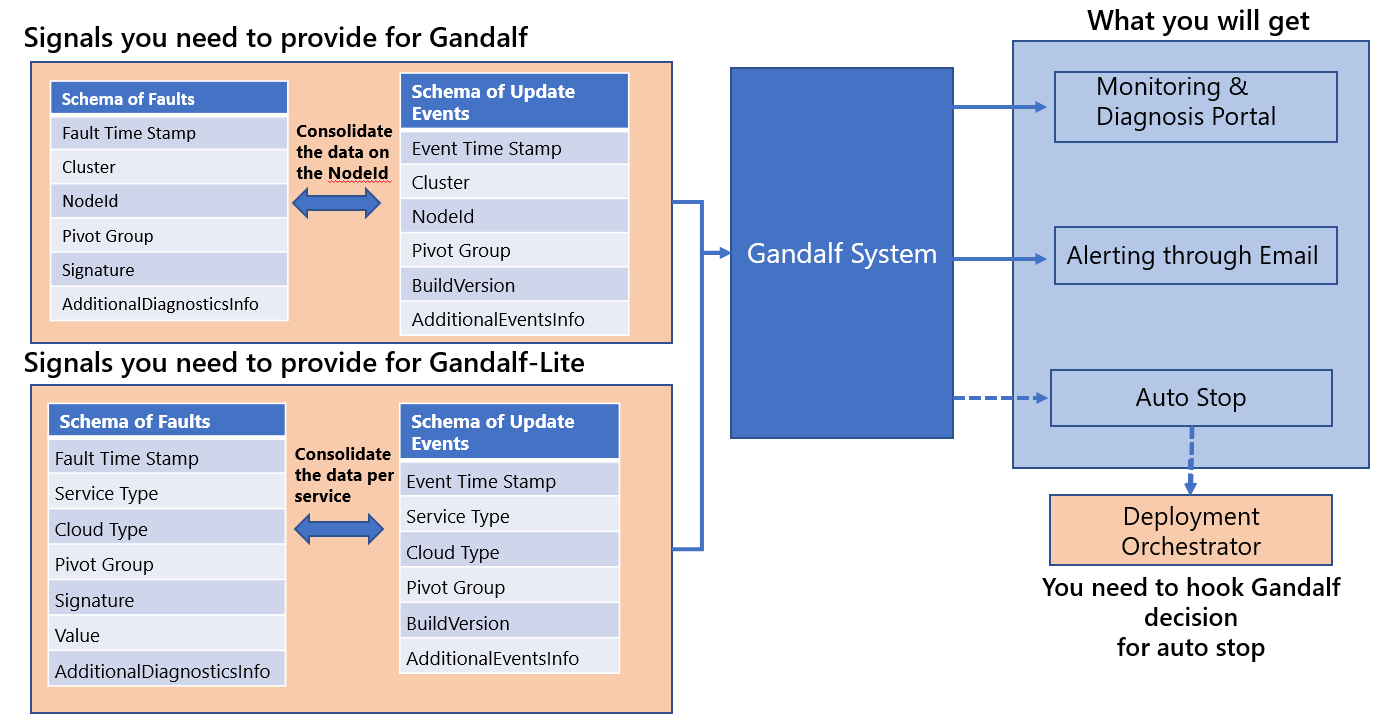 Signals you need to provide for Gandalf
Schema of Faults
Fault Time Stamp
Cluster
NodeId
Pivot Group
Signature
AdditionalDiagnosticsInfo
Consolidate
the data on
the NodeId
Schema of Update
Events
Event Time Stamp
Cluster
NodeId
Pivot Group
BuildVersion
AdditionalEventsInfo
Signals you need to provide for Gandalf-Lite
Schema of Faults
Fault Time Stamp
Service Type
Cloud Type
Pivot Group
Signature
Value
AdditionalDiagnosticsInfo
Consolidate
the data per
service
Schema of Update
Events
Event Time Stamp
Service Type
Cloud Type
Pivot Group
BuildVersion
AdditionalEventsInfo
Gandalf System
What you will get
Monitoring &
Diagnosis Portal
Alerting through Email
Auto Stop
Deployment
Orchestrator
You need to hook Gandalf
decision
for auto stop